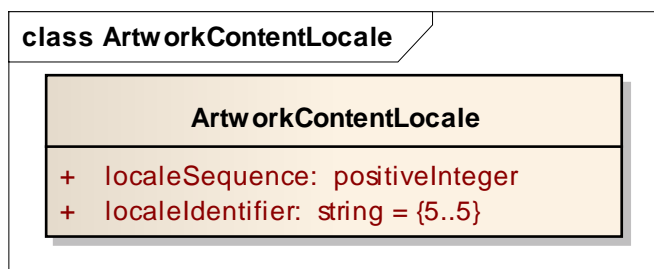 class ArtworkContentLocale
ArtworkContentLocale
+ localeSequence: positiveInteger
+ localeIdentifier: string = {5..5}